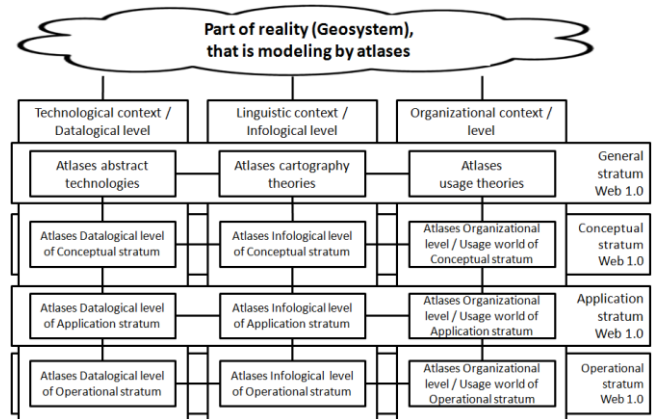 Part of reality (Geosystem),
that is modeling by atlases
Technological context /
Datalogical level
Linguistic context /
Infological level
Organizational context /
level
Atlases abstract
technologies
Atlases cartography
theories
Atlases
usage theories
General
stratum
Web 1.0
Atlases Datalogical level
of Conceptual stratum
Atlases Infological level
of Conceptual stratum
Atlases Organizational
level / Usage world of
Conceptual stratum
Conceptual
stratum
Web 1.0
Atlases Datalogical level
of Application stratum
Atlases Infological level
of Application stratum
Atlases Organizational
level / Usage world of
Application stratum
Application
stratum
Web 1.0
Atlases Datalogical level
of Operational stratum
Atlases Infological level
of Operational stratum
Atlases Organizational
level / Usage world of
Operational stratum
Operational
stratum
Web 1.0